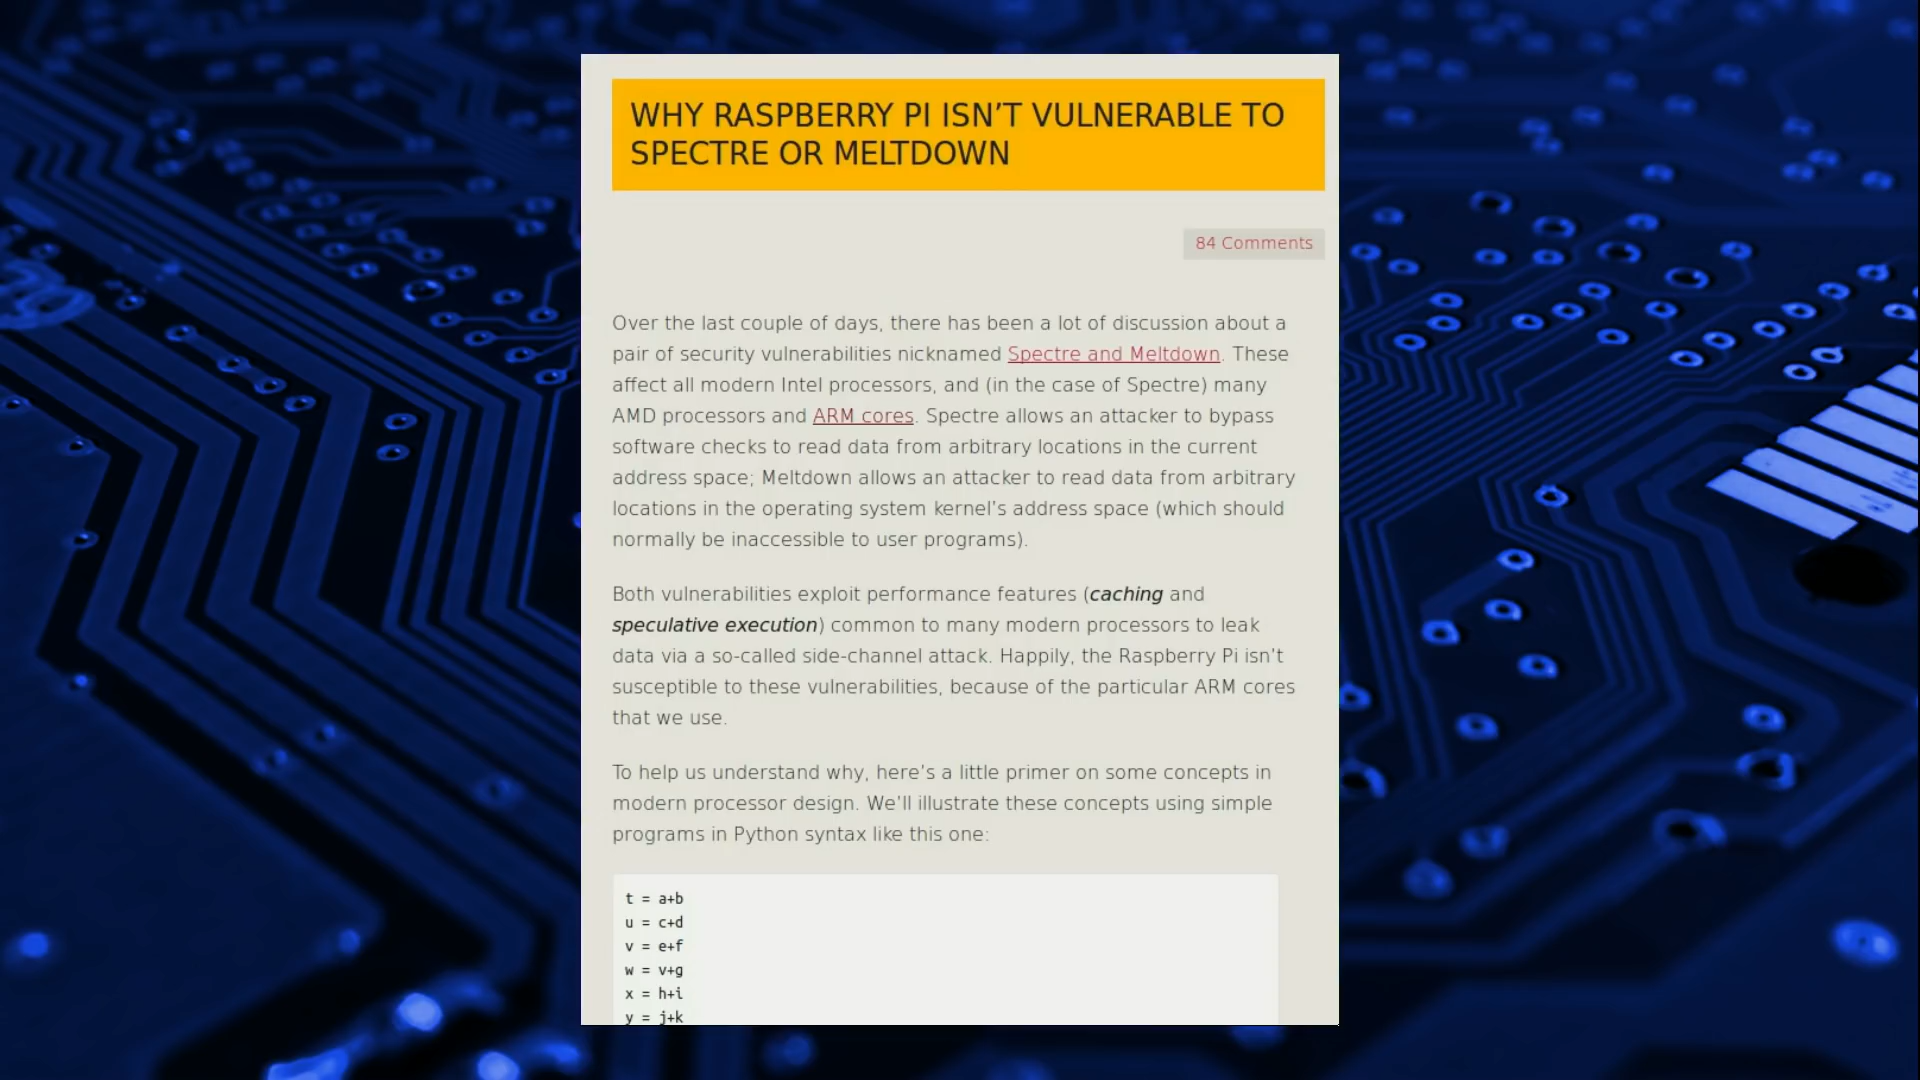 WHY RASPBERRY PI ISN’T VULNERABLE TO
SPECTRE OR MELTDOWN
84 Comments
Over the last couple of days, there has been a lot of discussion about a
pair of security vulnerabilities nicknamed Spectre and Meltdown. These
affect all modern Intel processors, and (in the case of Spectre) many
AMD processors and ARM cores. Spectre allows an attacker to bypass
software checks to read data from arbitrary locations in the current
address space; Meltdown allows an attacker to read data from arbitrary
locations in the operating system kernel’s address space (which should
normally be inaccessible to user programs).
Both vulnerabilities exploit performance features (caching and
speculative execution) common to many modern processors to leak
data via a so-called side-channel attack. Happily, the Raspberry Pi isn’t
susceptible to these vulnerabilities, because of the particular ARM cores
that we use.
To help us understand why, here’s a little primer on some concepts in
modern processor design. We’ll illustrate these concepts using simple
programs in Python syntax like this one:
t = a+b
u = c+d
v = e+f
w = v+g
x = h+i
y = j+k